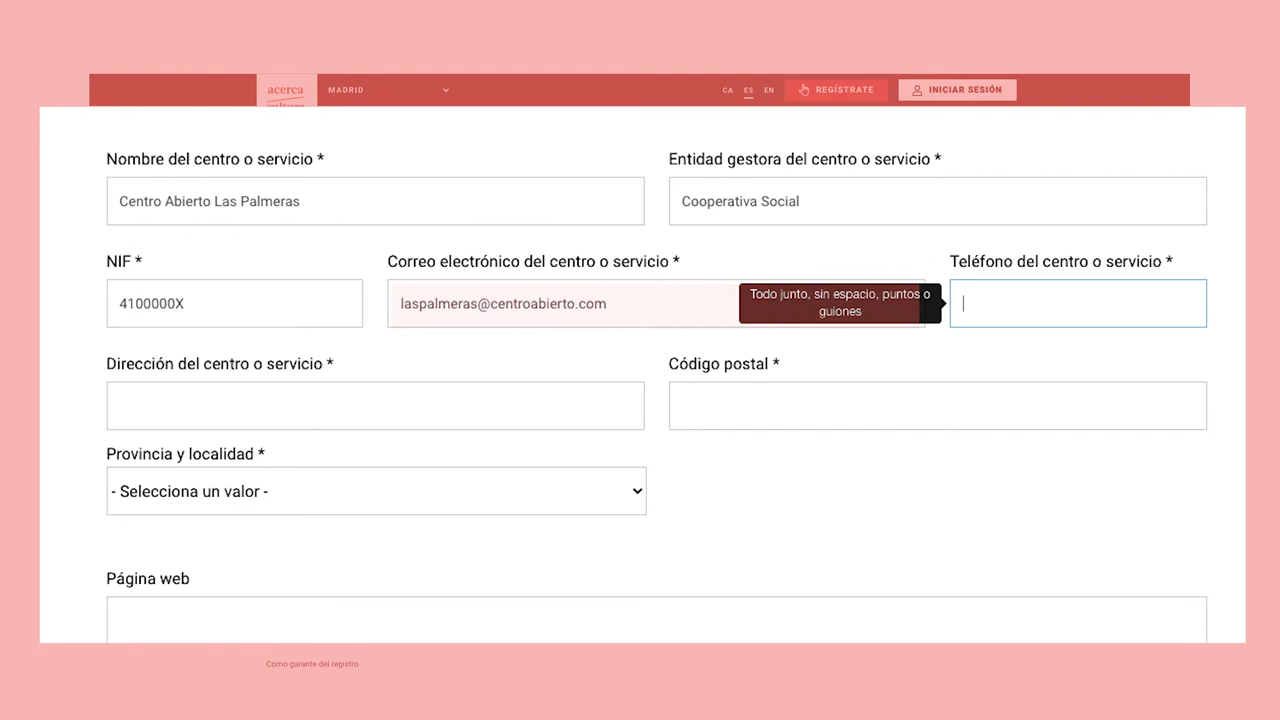 acerca
cultura
MADRID
CA ES EN
REGÍSTRATE
INICIAR SESIÓN
Nombre del centro o servicio *
Entidad gestora del centro o servicio *
Centro Abierto Las Palmeras
Cooperativa Social
NIF *
Correo electrónico del centro o servicio *
Teléfono del centro o servicio *
4100000X
laspalmeras@centroabierto.com
Todo junto, sin espacio, puntos o
guiones
Dirección del centro o servicio *
Código postal *
Provincia y localidad *
- Selecciona un valor -
Página web
Como garante del registro